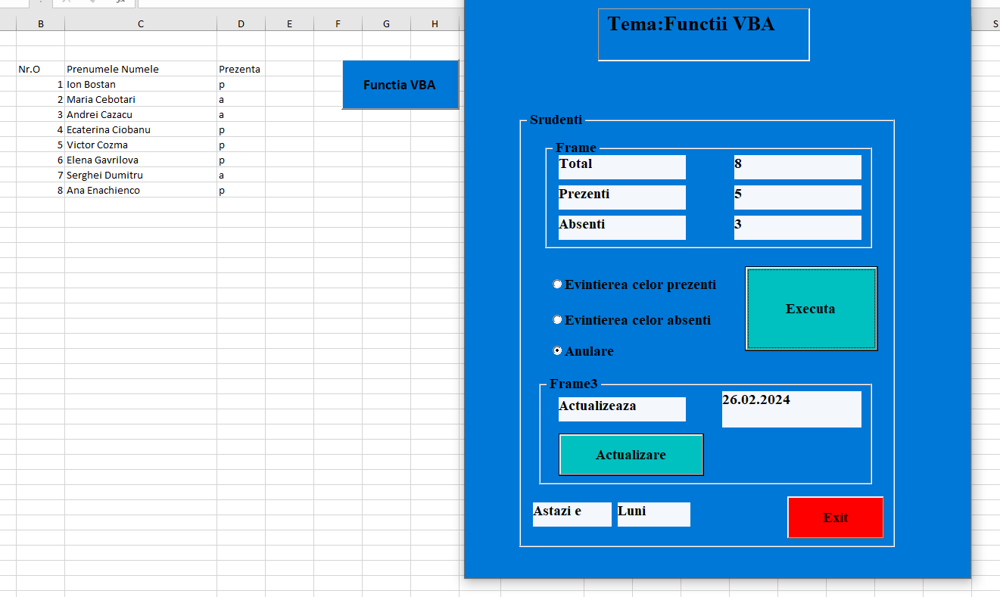 B C D E F G H S
Nr.O Prenumele Numele Prezenta
1 Ion Bostan p
2 Maria Cebotari a
3 Andrei Cazacu a
4 Ecaterina Ciobanu p
5 Victor Cozma p
6 Elena Gavrilova p
7 Serghei Dumitru a
8 Ana Enachienco p
Functia VBA
Tema:Functii VBA
Srudenti
Frame
Total 8
Prezenti 5
Absenti 3
Evintierea celor prezenti
Evintierea celor absenti
Anulare
Executa
Frame3
Actualizeaza 26.02.2024
Actualizare
Astazi e Luni
Exit